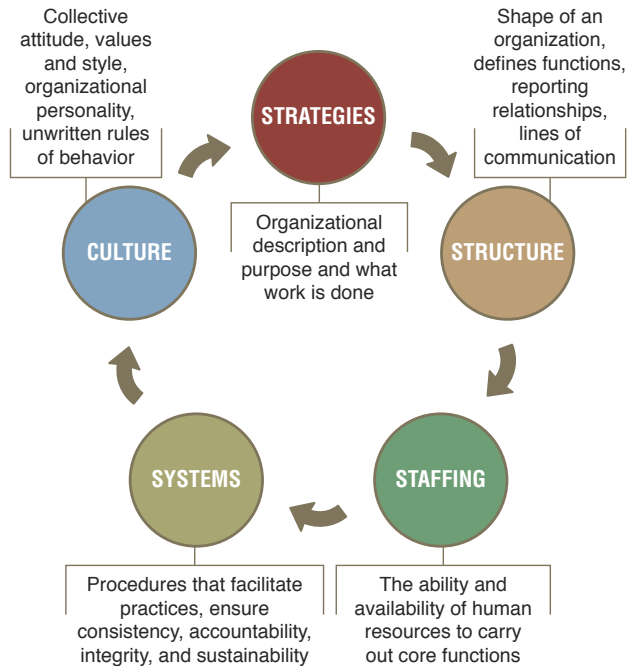 Collective
attitude, values
and style,
organizational
personality,
unwritten rules
of behavior
STRATEGIES
Shape of an
organization,
defines functions,
reporting
relationships,
lines of
communication
CULTURE
Organizational
description and
purpose and what
work is done
STRUCTURE
SYSTEMS
STAFFING
Procedures that facilitate
practices, ensure
consistency, accountability,
integrity, and sustainability
The ability and
availability of human
resources to carry
out core functions